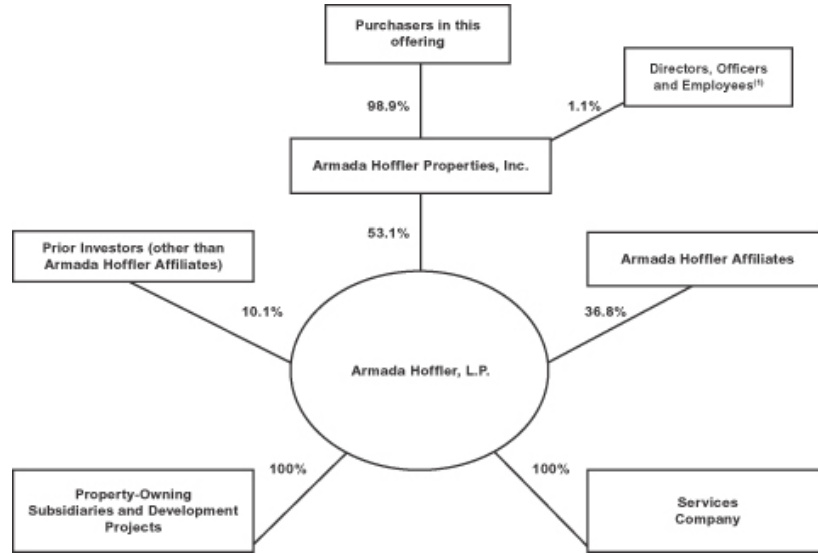 Purchasers in this
offering
Directors, Officers
and Employees(1)
98.9%
1.1%
Armada Hoffler Properties, Inc.
53.1%
Prior Investors (other than
Armada Hoffler Affiliates)
Armada Hoffler Affiliates
10.1%
36.8%
Armada Hoffler, L.P.
100%
100%
Property-Owning
Subsidiaries and Development
Projects
Services
Company